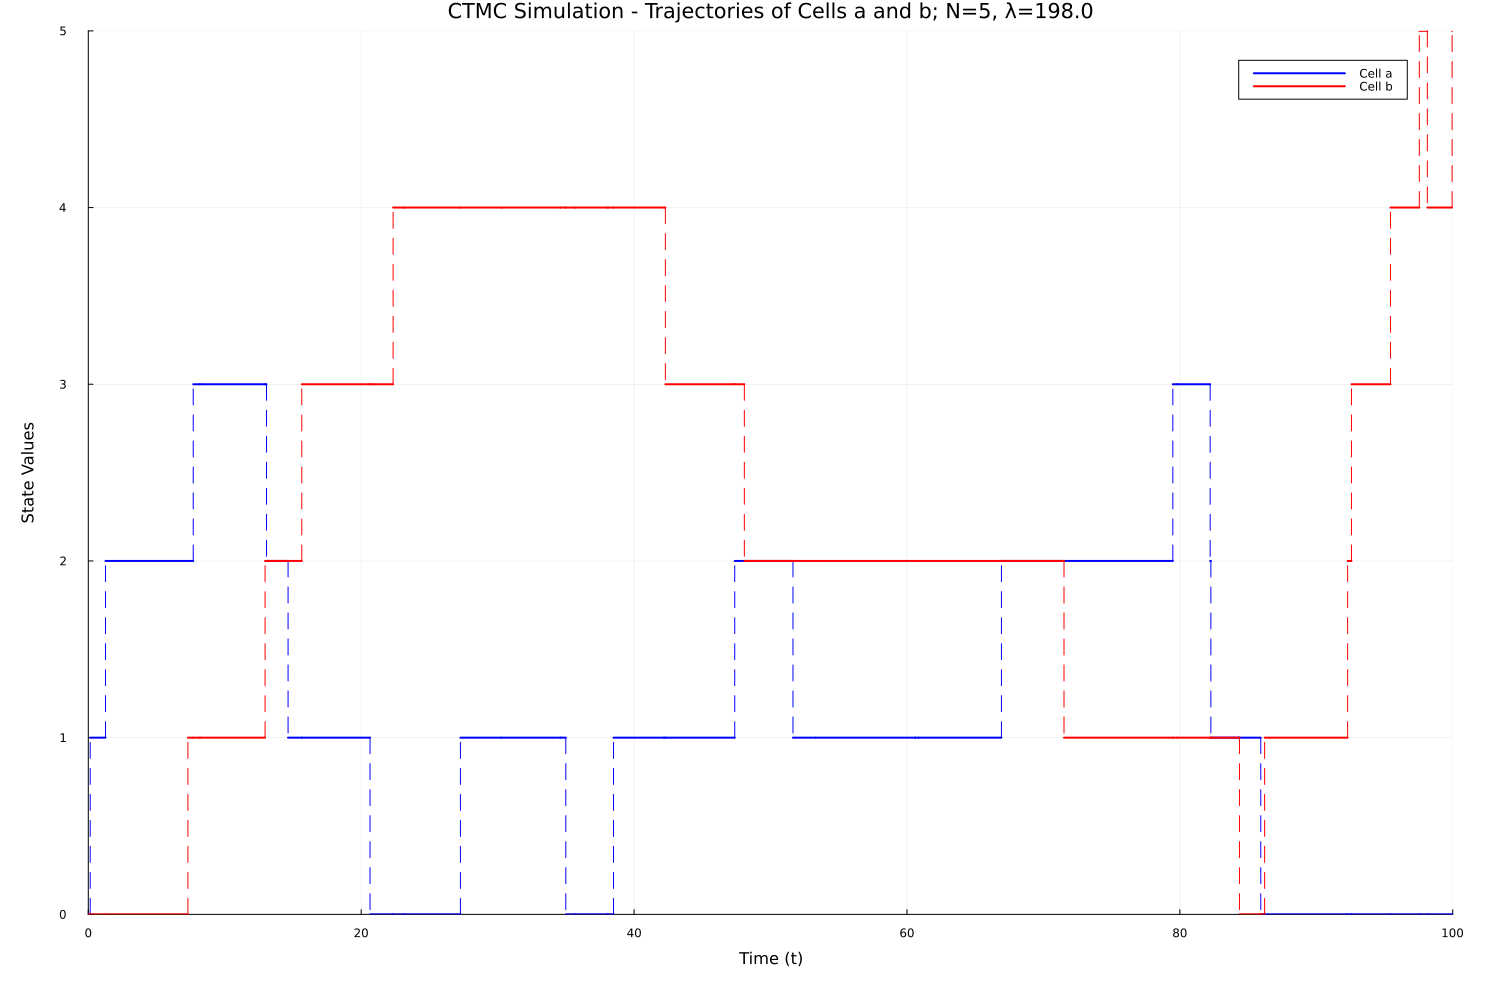 CTMC Simulation - Trajectories of Cells a and b; N=5, λ=198.0
5
Cell a
Cell b
4
3
State Values
2
1
0
0 20 40 60 80 100
Time (t)